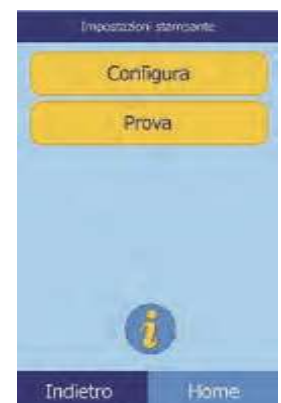 Impostazioni stampante
Configura
Prova
i
Indietro
Home